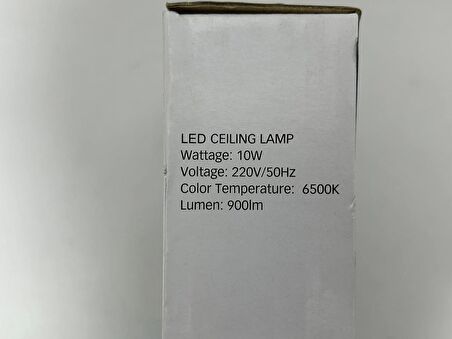 LED CEILING LAMP
Wattage: 10W
Voltage: 220V/50Hz
Color Temperature: 6500K
Lumen: 900lm